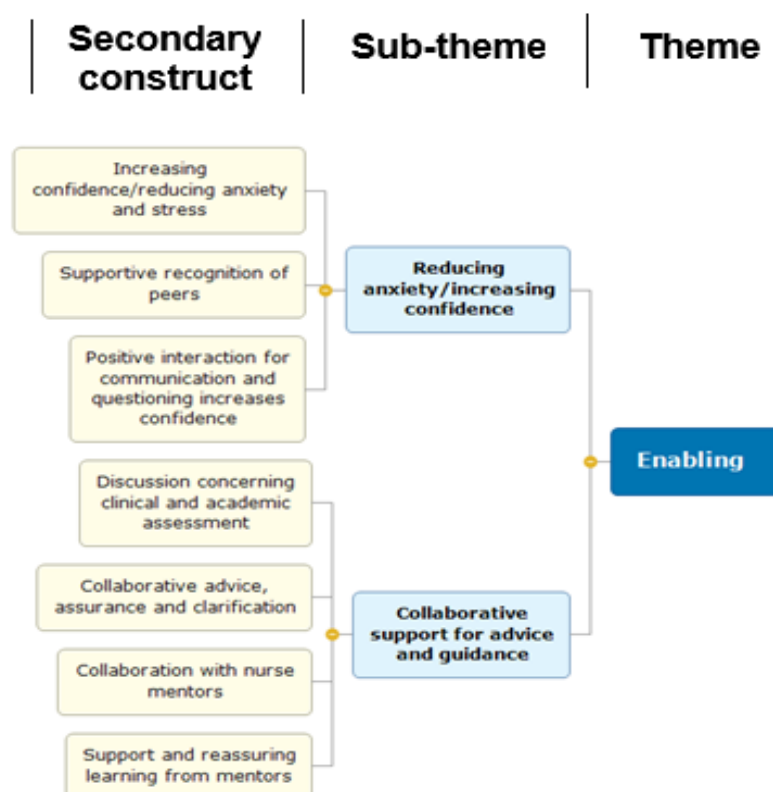 Secondary
construct
Sub-theme
Theme
Increasing
confidence/reducing anxiety
and stress
Supportive recognition of
peers
Positive interaction for
communication and
questioning increases
confidence
Reducing
anxiety/increasing
confidence
Discussion concerning
clinical and academic
assessment
Collaborative advice,
assurance and clarification
Collaboration with nurse
mentors
Support and reassuring
learning from mentors
Collaborative
support for advice
and guidance
Enabling